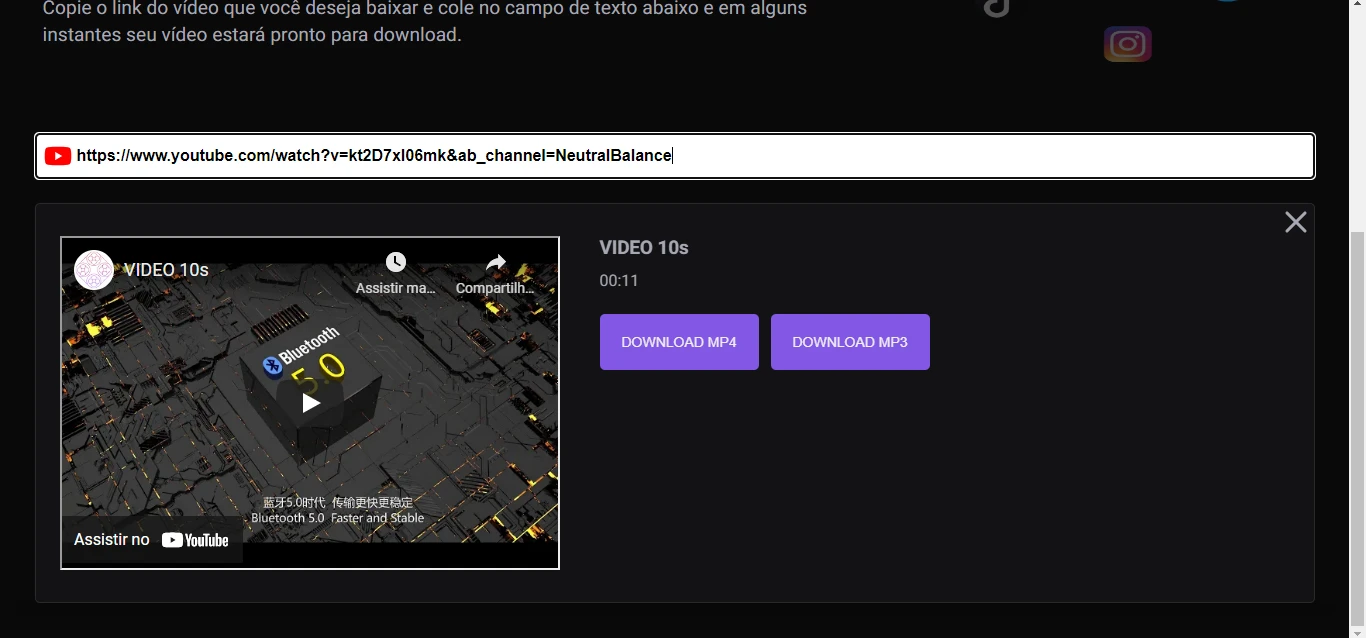 Copie o link do vídeo que você deseja baixar e cole no campo de texto abaixo e em alguns
instantes seu vídeo estará pronto para download.
https://www.youtube.com/watch?v=kt2D7xl06mk&ab_channel=NeutralBalance
VIDEO 10s
Assistir ma...
Compartilh...
Bluetooth
5.0
蓝牙5.0时代 传输更快更稳定
Bluetooth 5.0 Faster and Stable
Assistir no YouTube
VIDEO 10s
00:11
DOWNLOAD MP4
DOWNLOAD MP3